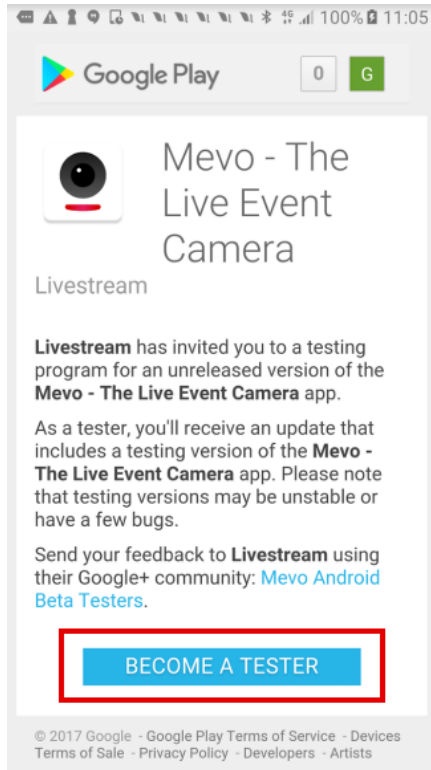 4G 100% 11:05
Google Play 0 G
Mevo - The
Live Event
Camera
Livestream
Livestream has invited you to a testing
program for an unreleased version of the
Mevo - The Live Event Camera app.
As a tester, you'll receive an update that
includes a testing version of the Mevo -
The Live Event Camera app. Please note
that testing versions may be unstable or
have a few bugs.
Send your feedback to Livestream using
their Google+ community: Mevo Android
Beta Testers.
BECOME A TESTER
© 2017 Google - Google Play Terms of Service - Devices
Terms of Sale - Privacy Policy - Developers - Artists